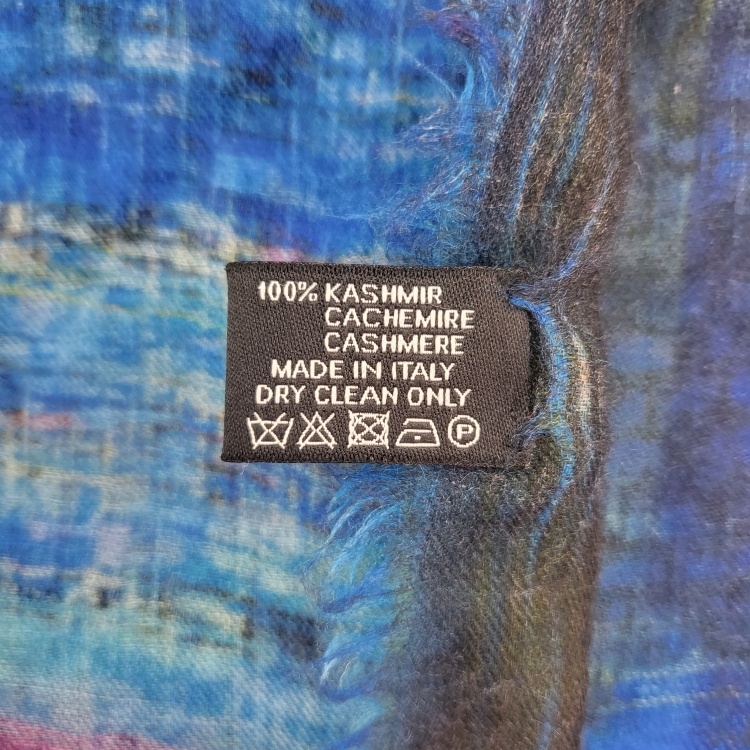 100% KASHMIR
CACHEMIRE
CASHMERE
MADE IN ITALY
DRY CLEAN ONLY
P